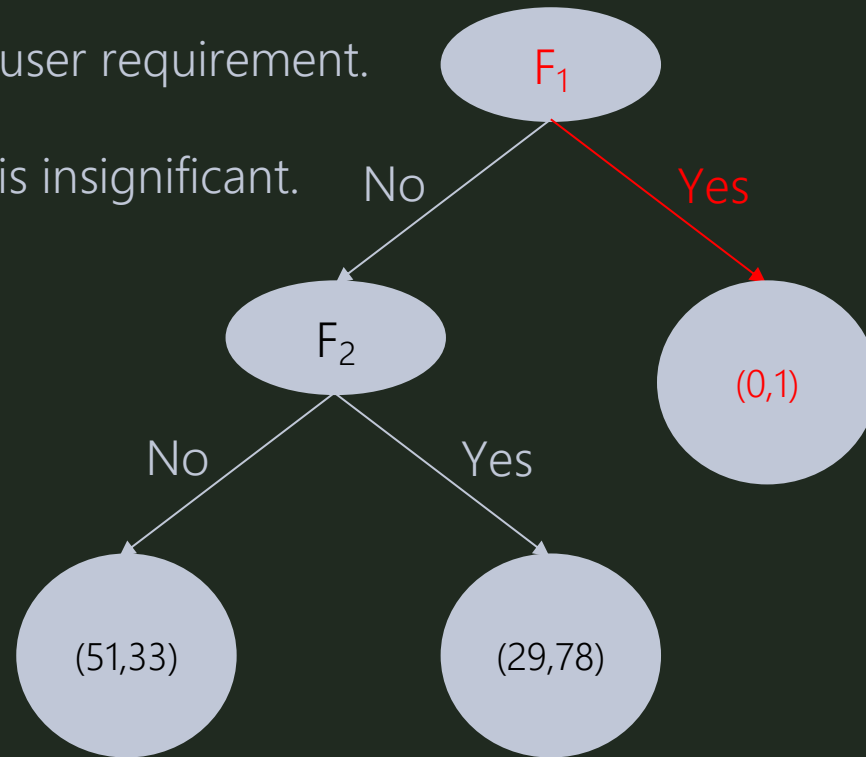 user requirement.
F₁
is insignificant.
No
Yes
F₂
(0,1)
No
Yes
(51,33)
(29,78)